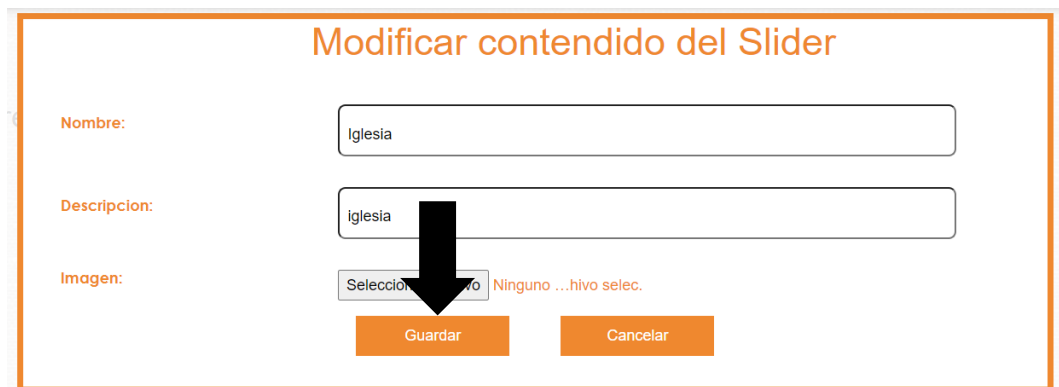 Modificar contendido del Slider
Nombre:
Iglesia
Descripcion:
iglesia
Imagen:
Ninguno …hivo selec.
Guardar
Cancelar